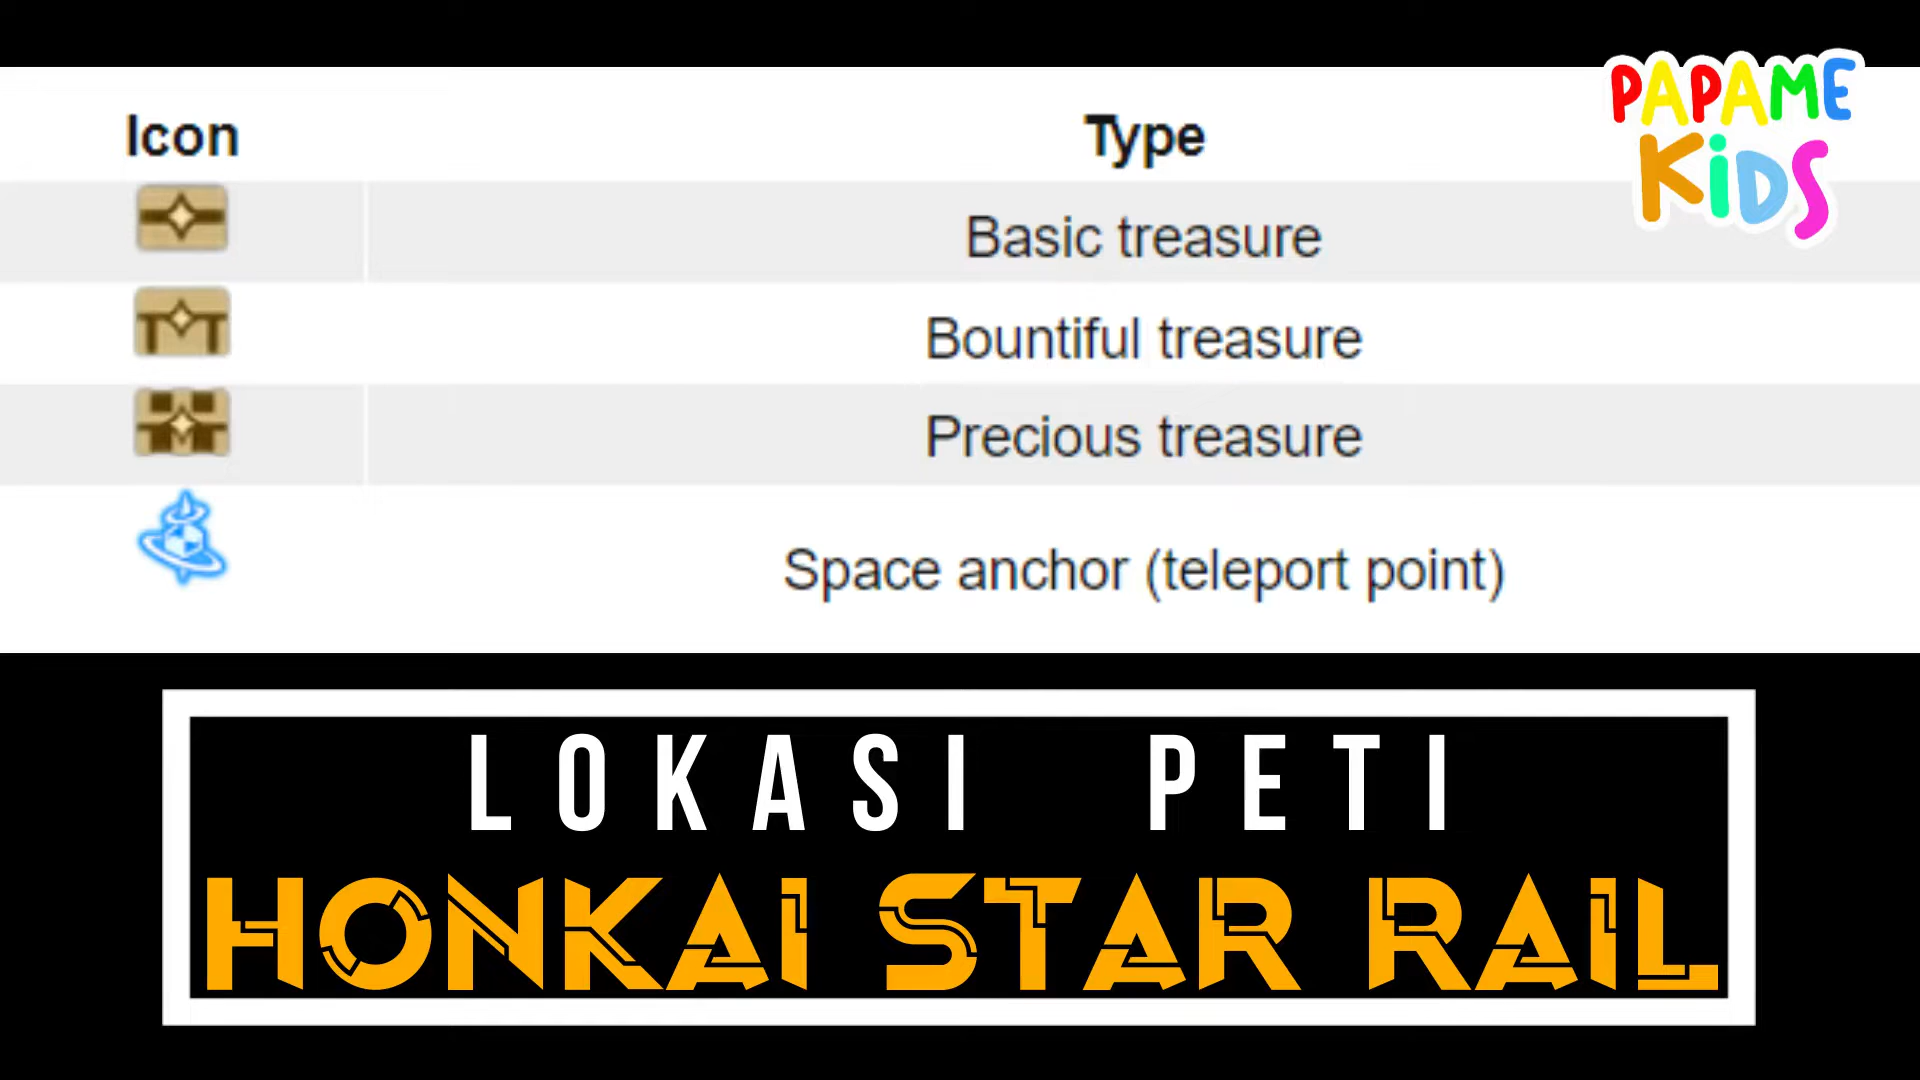 Icon Type
PAPAME
KiDS
Basic treasure
Bountiful treasure
Precious treasure
Space anchor (teleport point)
LOKASI PETI
HONKAI STAR RAIL